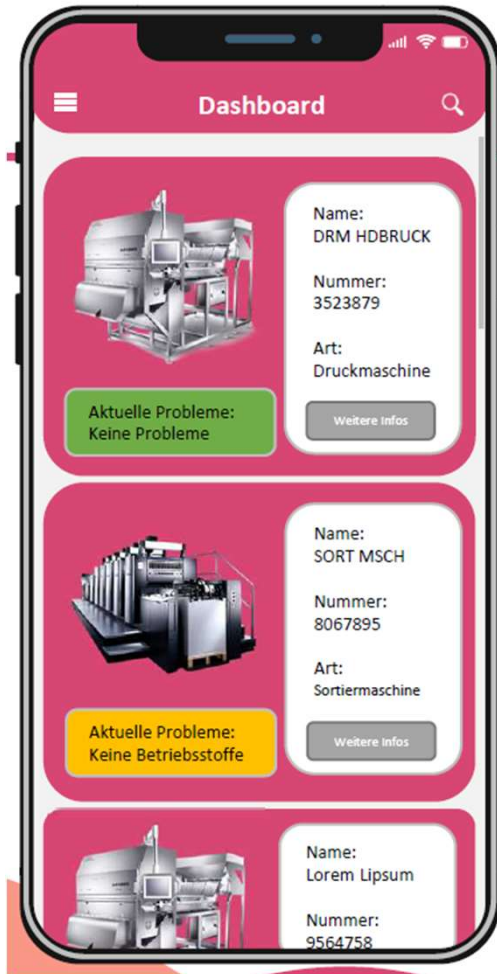 Dashboard
Name:
DRM HDBRUCK
Nummer:
3523879
Art:
Druckmaschine
Weitere Infos
Aktuelle Probleme:
Keine Probleme
Name:
SORT MSCH
Nummer:
8067895
Art:
Sortiermaschine
Weitere Infos
Aktuelle Probleme:
Keine Betriebsstoffe
Name:
Lorem Lipsum
Nummer:
9564758